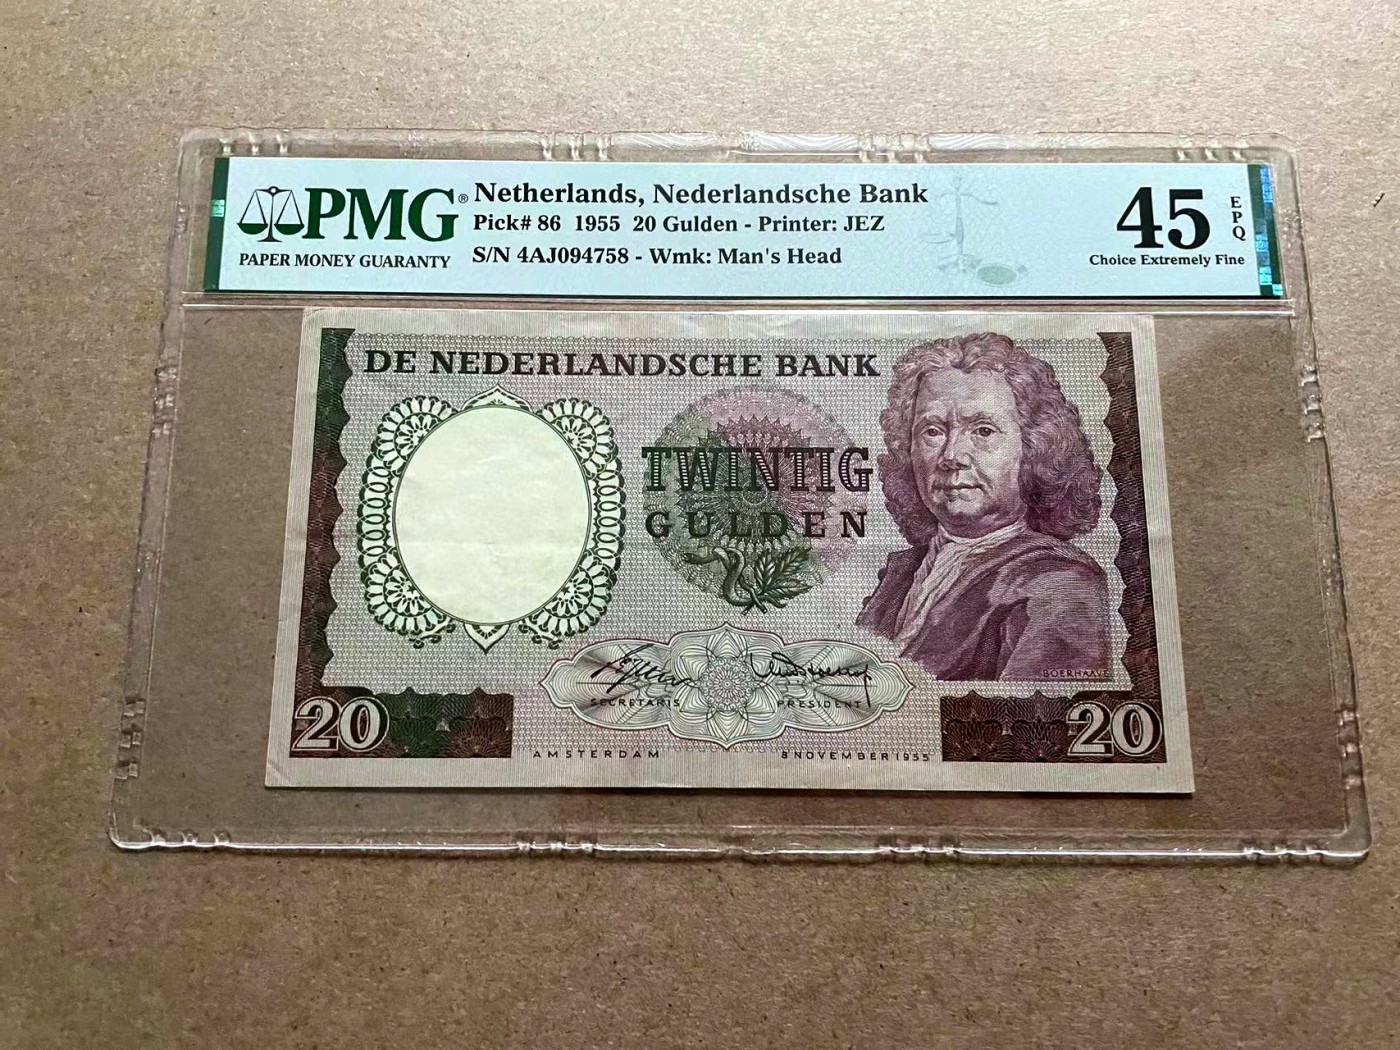 PMG®
PAPER MONEY GUARANTY
Netherlands, Nederlandsche Bank
Pick# 86 1955 20 Gulden - Printer: JEZ
S/N 4AJ094758 - Wmk: Man's Head
45
EPQ
Choice Extremely Fine
DE NEDERLANDSCHE BANK
TWINTIG
GULDEN
BOERHAAVE
SECRETARIS
PRESIDENT
20
20
AMSTERDAM
8 NOVEMBER 1955